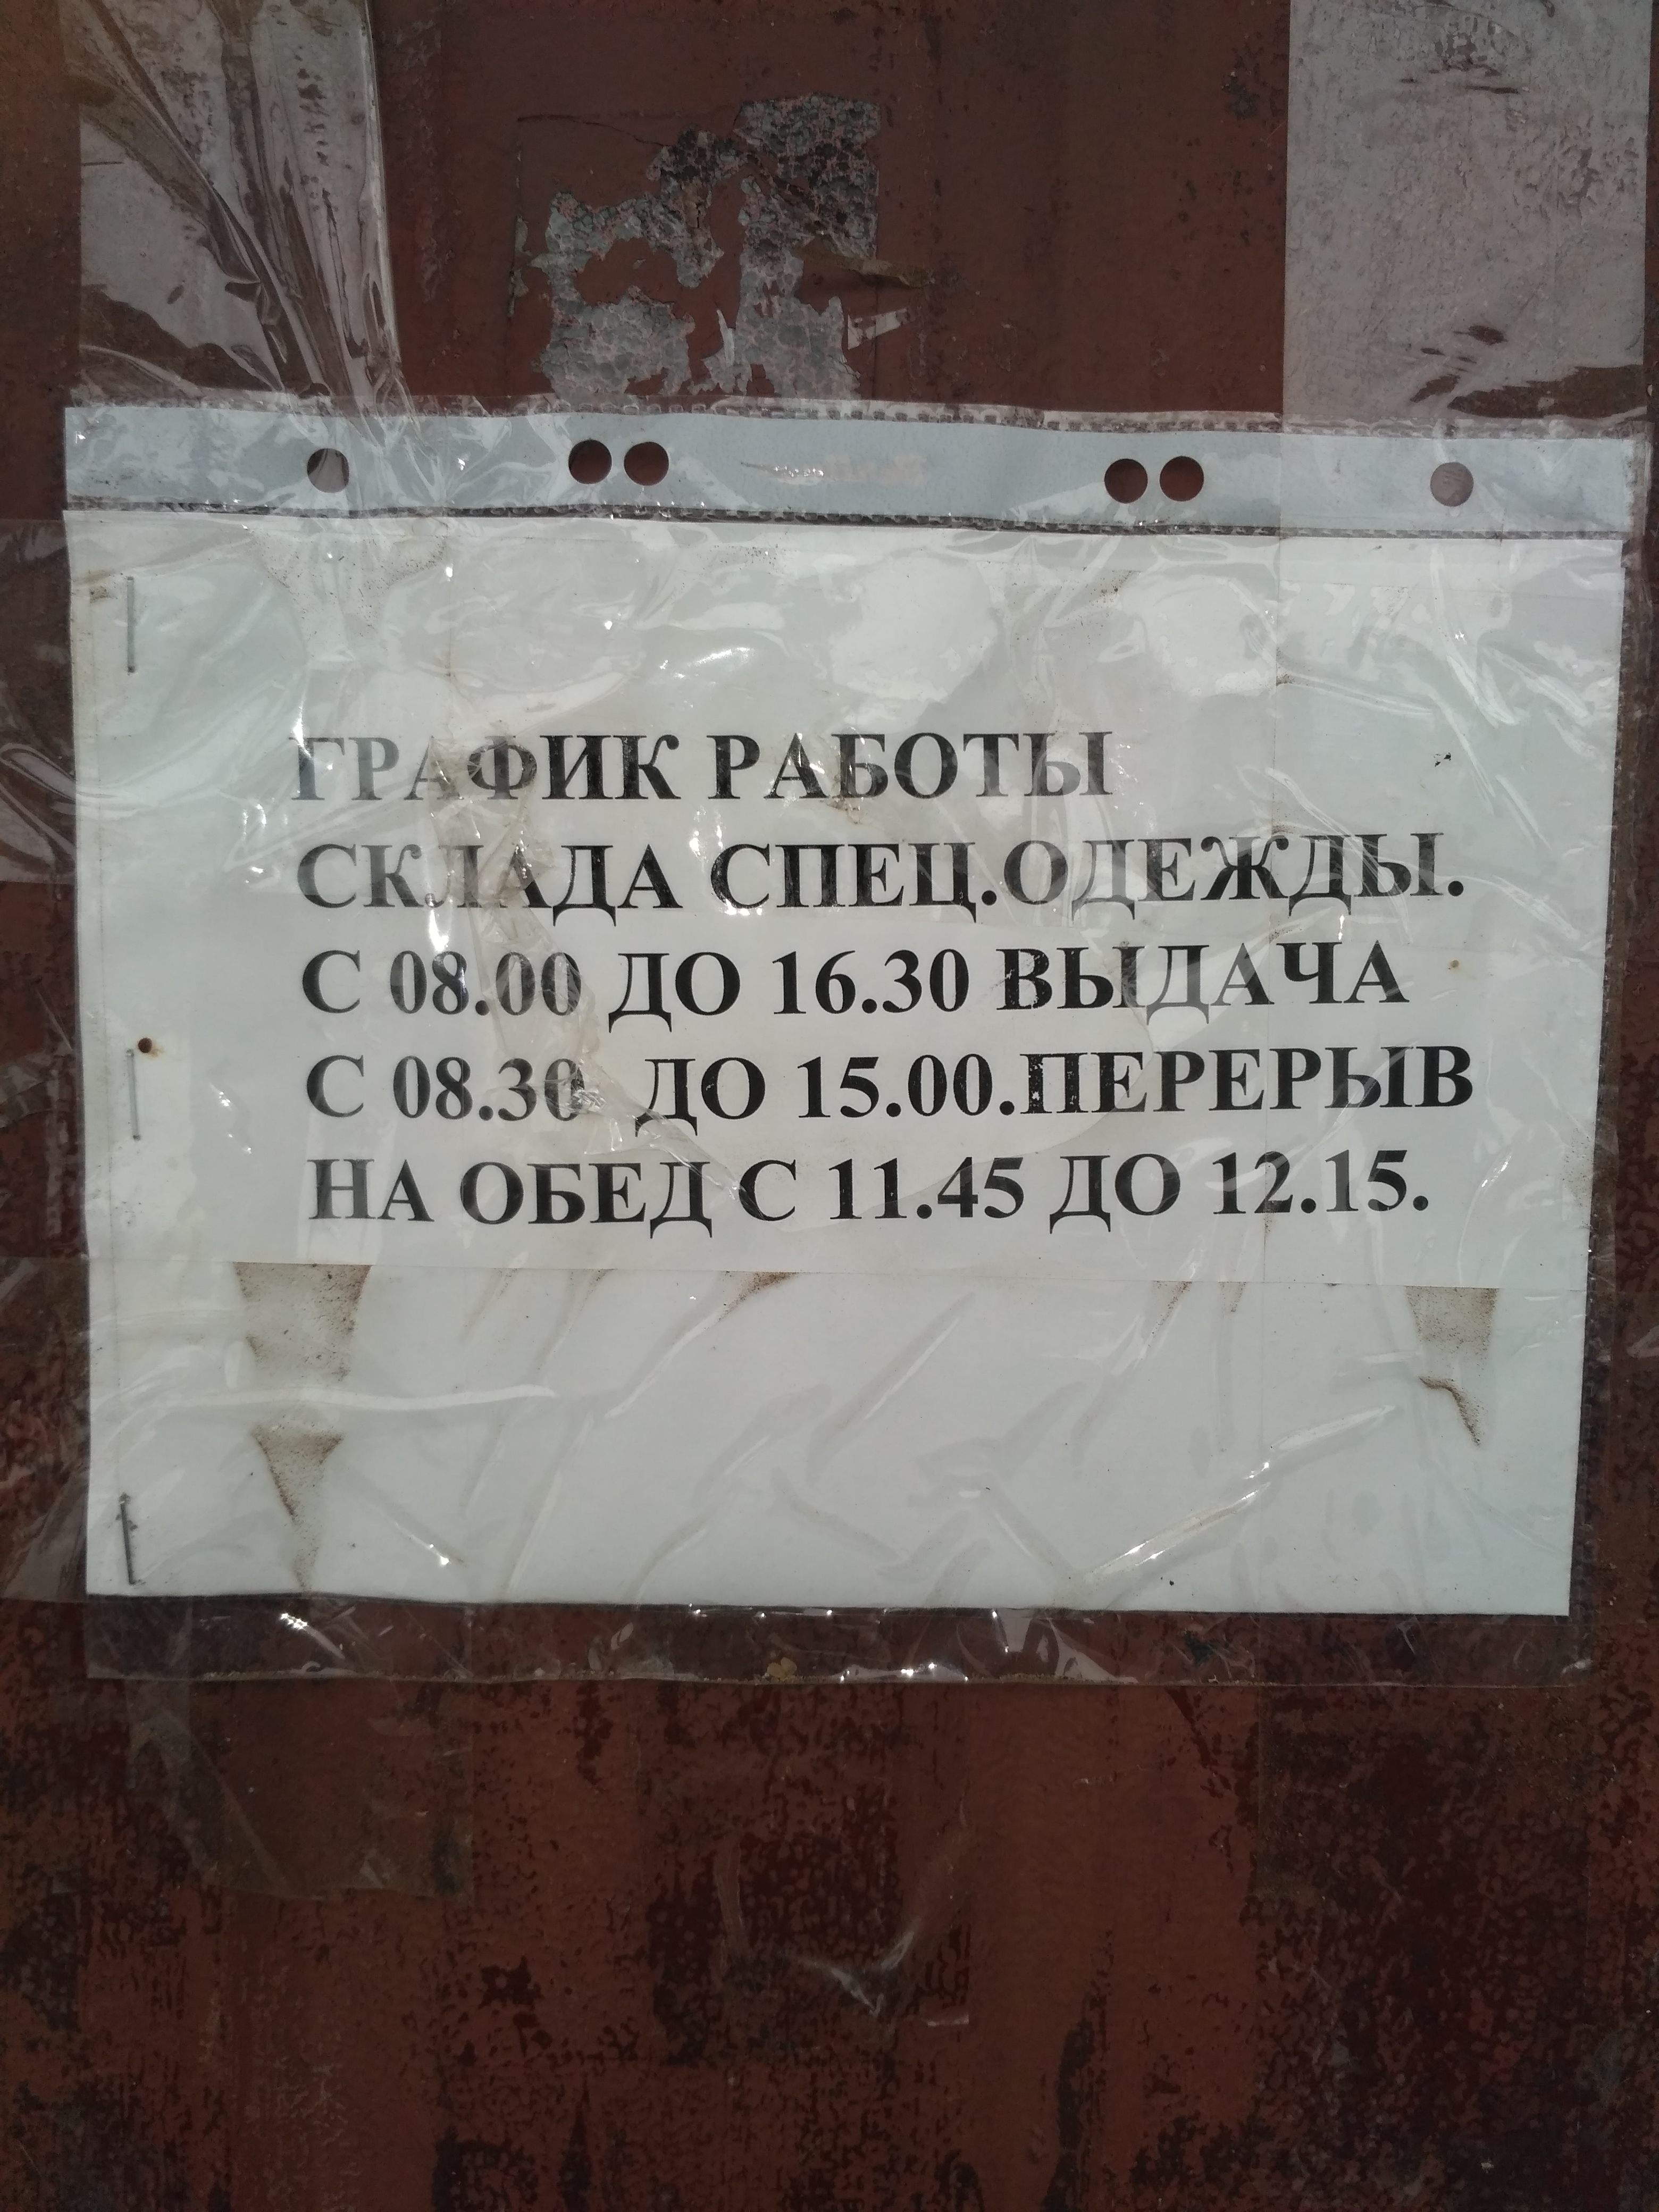 ГРАФИК РАБОТЫ
СКЛАДА СПЕЦ.ОДЕЖДЫ.
С 08.00 ДО 16.30 ВЫДАЧА
С 08.30 ДО 15.00.ПЕРЕРЫВ
НА ОБЕД С 11.45 ДО 12.15.